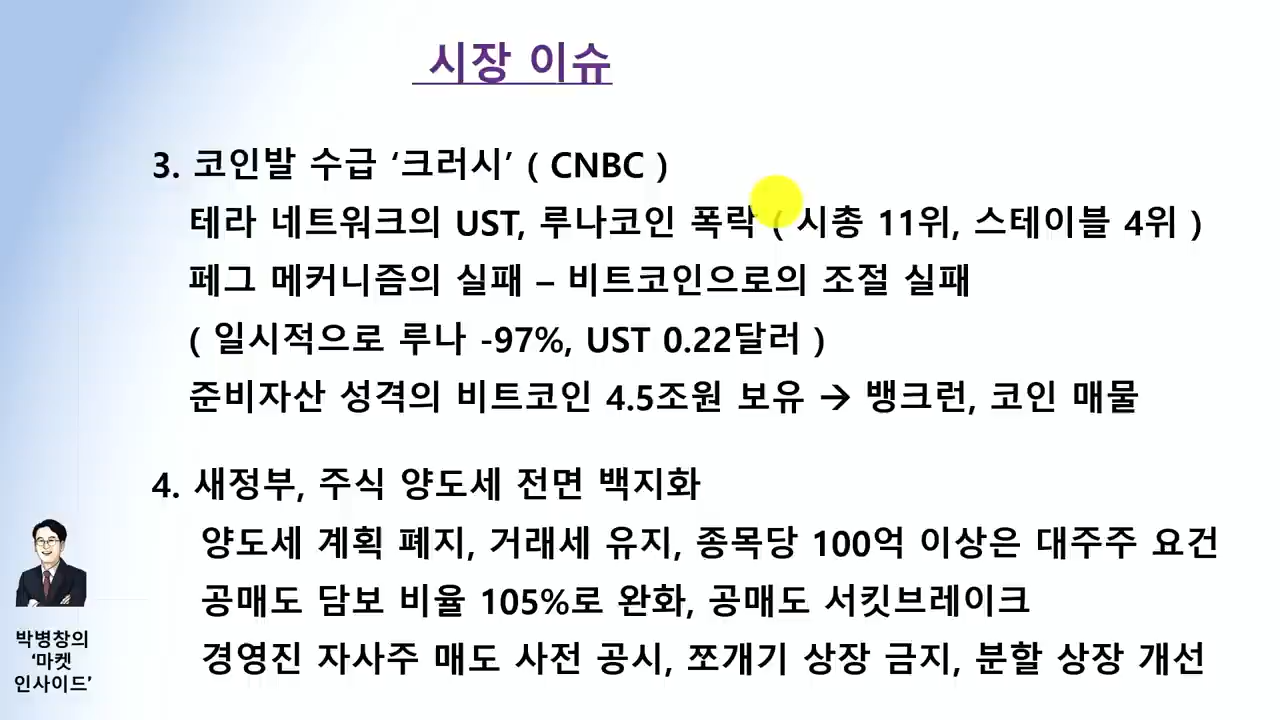 시장 이슈
3. 코인발 수급 ‘크러시’ ( CNBC )
테라 네트워크의 UST, 루나코인 폭락 ( 시총 11위, 스테이블 4위 )
페그 메커니즘의 실패 – 비트코인으로의 조절 실패
( 일시적으로 루나 -97%, UST 0.22달러 )
준비자산 성격의 비트코인 4.5조원 보유 → 뱅크런, 코인 매물
4. 새정부, 주식 양도세 전면 백지화
양도세 계획 폐지, 거래세 유지, 종목당 100억 이상은 대주주 요건
공매도 담보 비율 105%로 완화, 공매도 서킷브레이크
경영진 자사주 매도 사전 공시, 쪼개기 상장 금지, 분할 상장 개선
박병창의
‘마켓
인사이드’